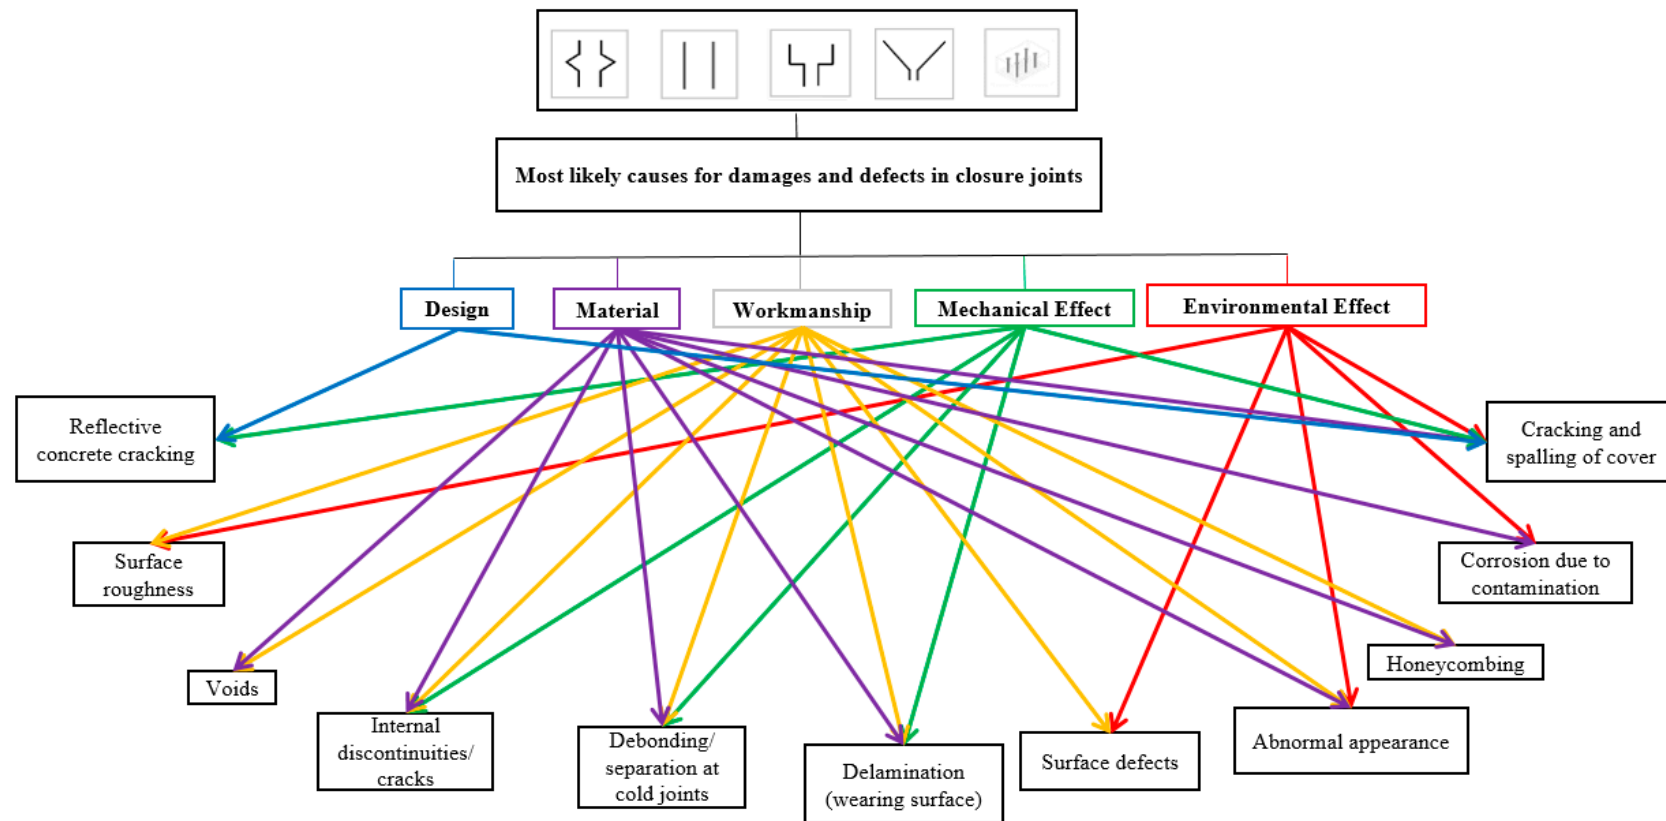 Most likely causes for damages and defects in closure joints
Design
Material
Workmanship
Mechanical Effect
Environmental Effect
Reflective
concrete cracking
Cracking and
spalling of cover
Surface
roughness
Corrosion due to
contamination
Voids
Honeycombing
Internal
discontinuities/
cracks
Debonding/
separation at
cold joints
Delamination
(wearing surface)
Surface defects
Abnormal appearance